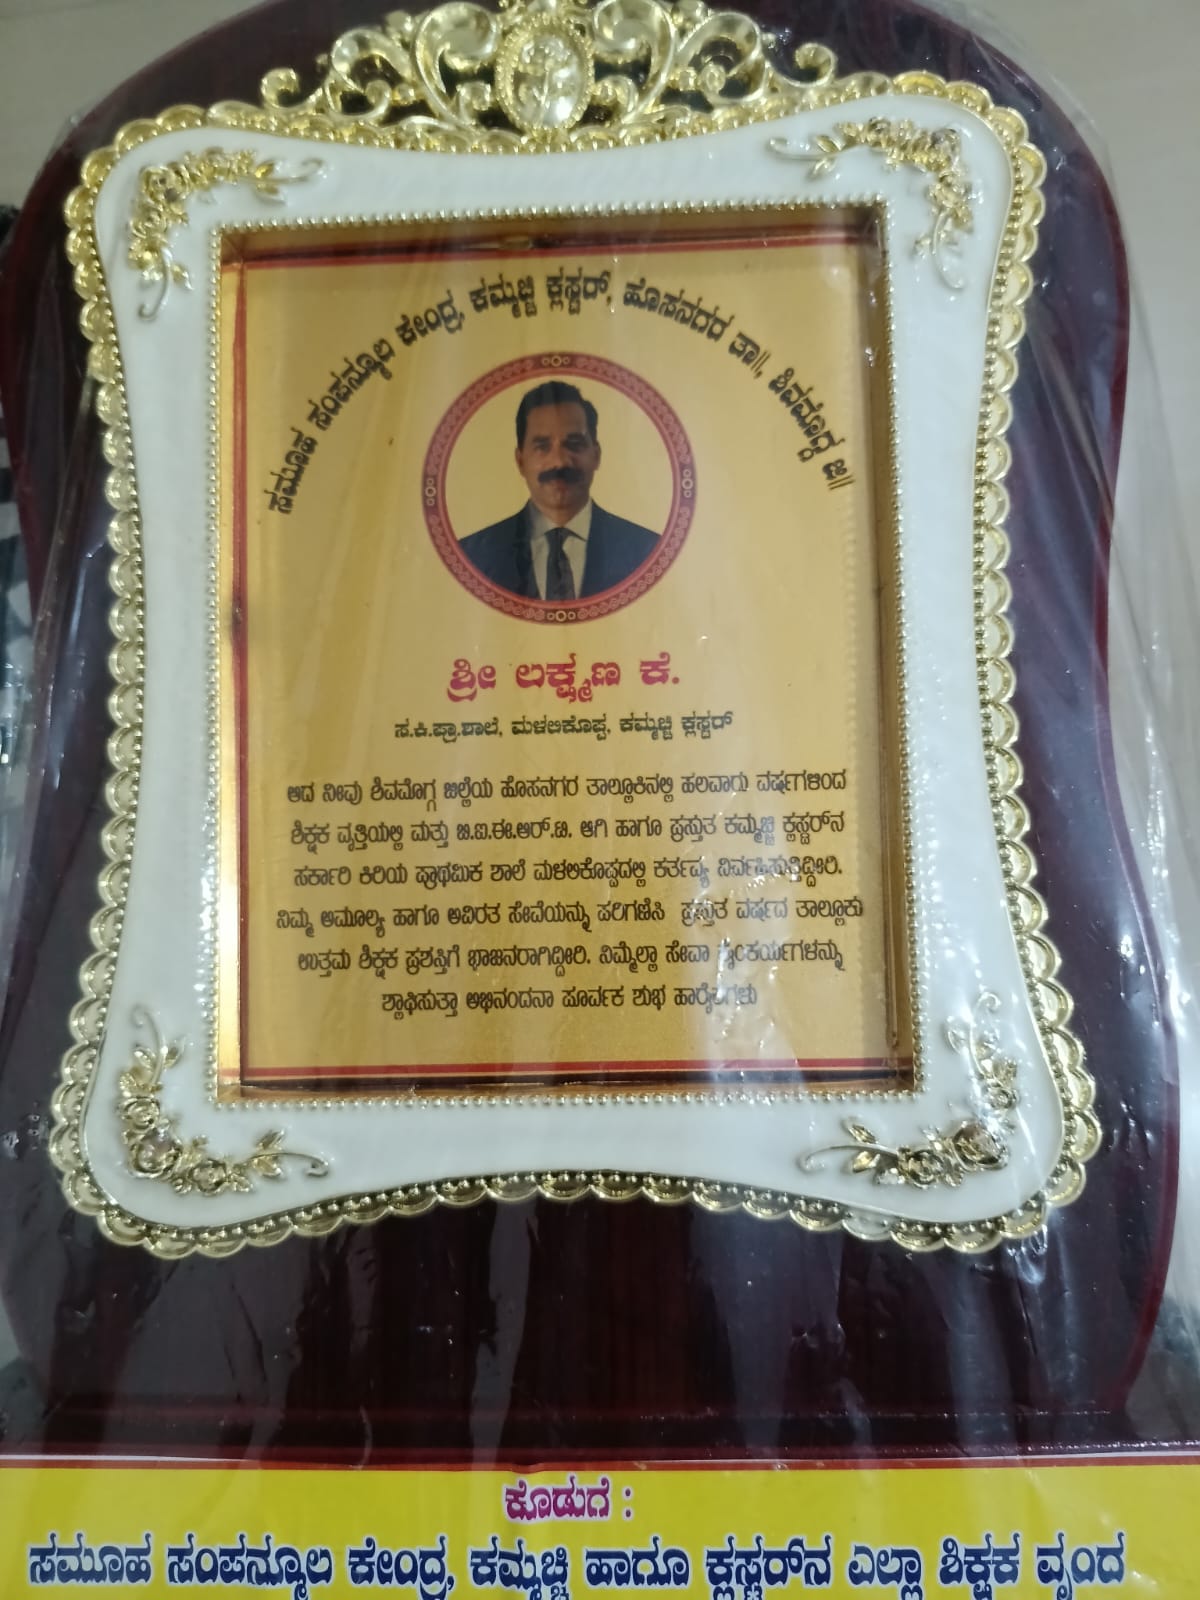 ಸಮೂಹ ಸಂಪನ್ಮೂಲ ಕೇಂದ್ರ, ಕಮ್ಮಚ್ಚಿ ಕ್ಲಸ್ಟರ್, ಹೊಸನಗರ ತಾ||, ಶಿವಮೊಗ್ಗ ಜಿ||
ಶ್ರೀ ಲಕ್ಷ್ಮಣ ಕೆ.
ಸ.ಕಿ.ಪ್ರಾ.ಶಾಲೆ, ಮಳಲಿಕೊಪ್ಪ, ಕಮ್ಮಚ್ಚಿ ಕ್ಲಸ್ಟರ್
ಆದ ನೀವು ಶಿವಮೊಗ್ಗ ಜಿಲ್ಲೆಯ ಹೊಸನಗರ ತಾಲ್ಲೂಕಿನಲ್ಲಿ ಹಲವಾರು ವರ್ಷಗಳಿಂದ
ಶಿಕ್ಷಕ ವೃತ್ತಿಯಲ್ಲಿ ಮತ್ತು ಬಿ.ಐ.ಈ.ಆರ್.ಟಿ. ಆಗಿ ಹಾಗೂ ಪ್ರಸ್ತುತ ಕಮ್ಮಚ್ಚಿ ಕ್ಲಸ್ಟರ್‌ನ
ಸರ್ಕಾರಿ ಕಿರಿಯ ಪ್ರಾಥಮಿಕ ಶಾಲೆ ಮಳಲಿಕೊಪ್ಪದಲ್ಲಿ ಕರ್ತವ್ಯ ನಿರ್ವಹಿಸುತ್ತಿದ್ದೀರಿ.
ನಿಮ್ಮ ಅಮೂಲ್ಯ ಹಾಗೂ ಅವಿರತ ಸೇವೆಯನ್ನು ಪರಿಗಣಿಸಿ ಪ್ರಸ್ತುತ ವರ್ಷದ ತಾಲ್ಲೂಕು
ಉತ್ತಮ ಶಿಕ್ಷಕ ಪ್ರಶಸ್ತಿಗೆ ಭಾಜನರಾಗಿದ್ದೀರಿ. ನಿಮ್ಮೆಲ್ಲಾ ಸೇವಾ ಕೈಂಕರ್ಯಗಳನ್ನು
ಶ್ಲಾಘಿಸುತ್ತಾ ಅಭಿನಂದನಾ ಪೂರ್ವಕ ಶುಭ ಹಾರೈಕೆಗಳು
ಕೊಡುಗೆ :
ಸಮೂಹ ಸಂಪನ್ಮೂಲ ಕೇಂದ್ರ, ಕಮ್ಮಚ್ಚಿ ಹಾಗೂ ಕ್ಲಸ್ಟರ್‌ನ ಎಲ್ಲಾ ಶಿಕ್ಷಕ ವೃಂದ